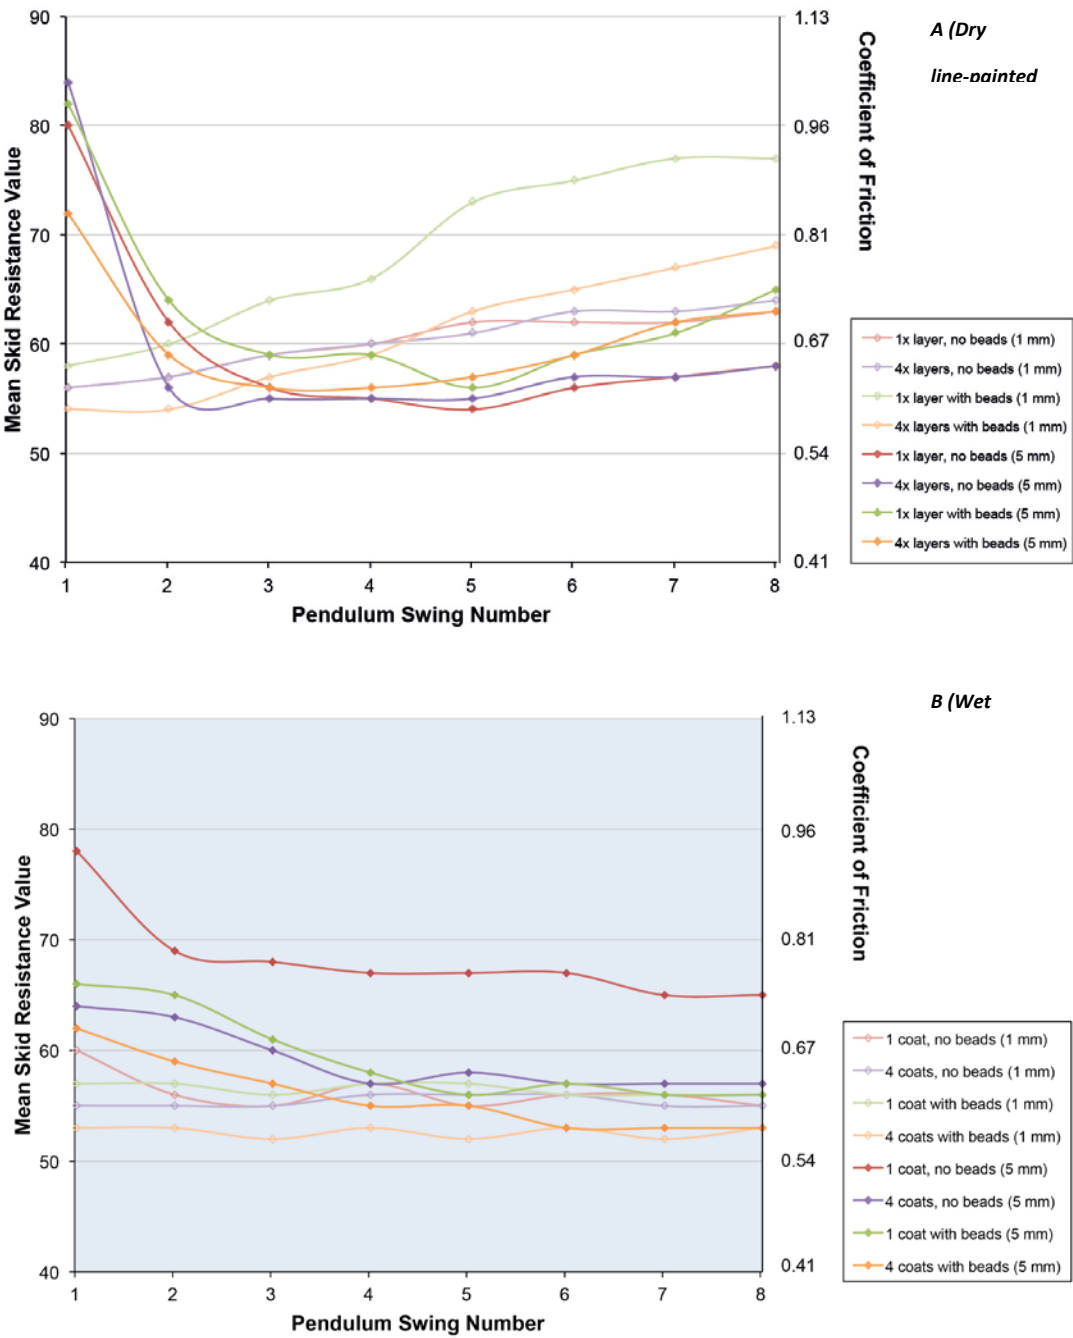 A (Dry
line-painted
Mean Skid Resistance Value
90
80
70
60
50
40
1 2 3 4 5 6 7 8
Pendulum Swing Number
1.13
0.96
0.81
0.67
0.54
0.41
Coefficient of Friction
1x layer, no beads (1 mm)
4x layers, no beads (1 mm)
1x layer with beads (1 mm)
4x layers with beads (1 mm)
1x layer, no beads (5 mm)
4x layers, no beads (5 mm)
1x layer with beads (5 mm)
4x layers with beads (5 mm)
B (Wet
Mean Skid Resistance Value
90
80
70
60
50
40
1 2 3 4 5 6 7 8
Pendulum Swing Number
1.13
0.96
0.81
0.67
0.54
0.41
Coefficient of Friction
1 coat, no beads (1 mm)
4 coats, no beads (1 mm)
1 coat with beads (1 mm)
4 coats with beads (1 mm)
1 coat, no beads (5 mm)
4 coats, no beads (5 mm)
1 coat with beads (5 mm)
4 coats with beads (5 mm)